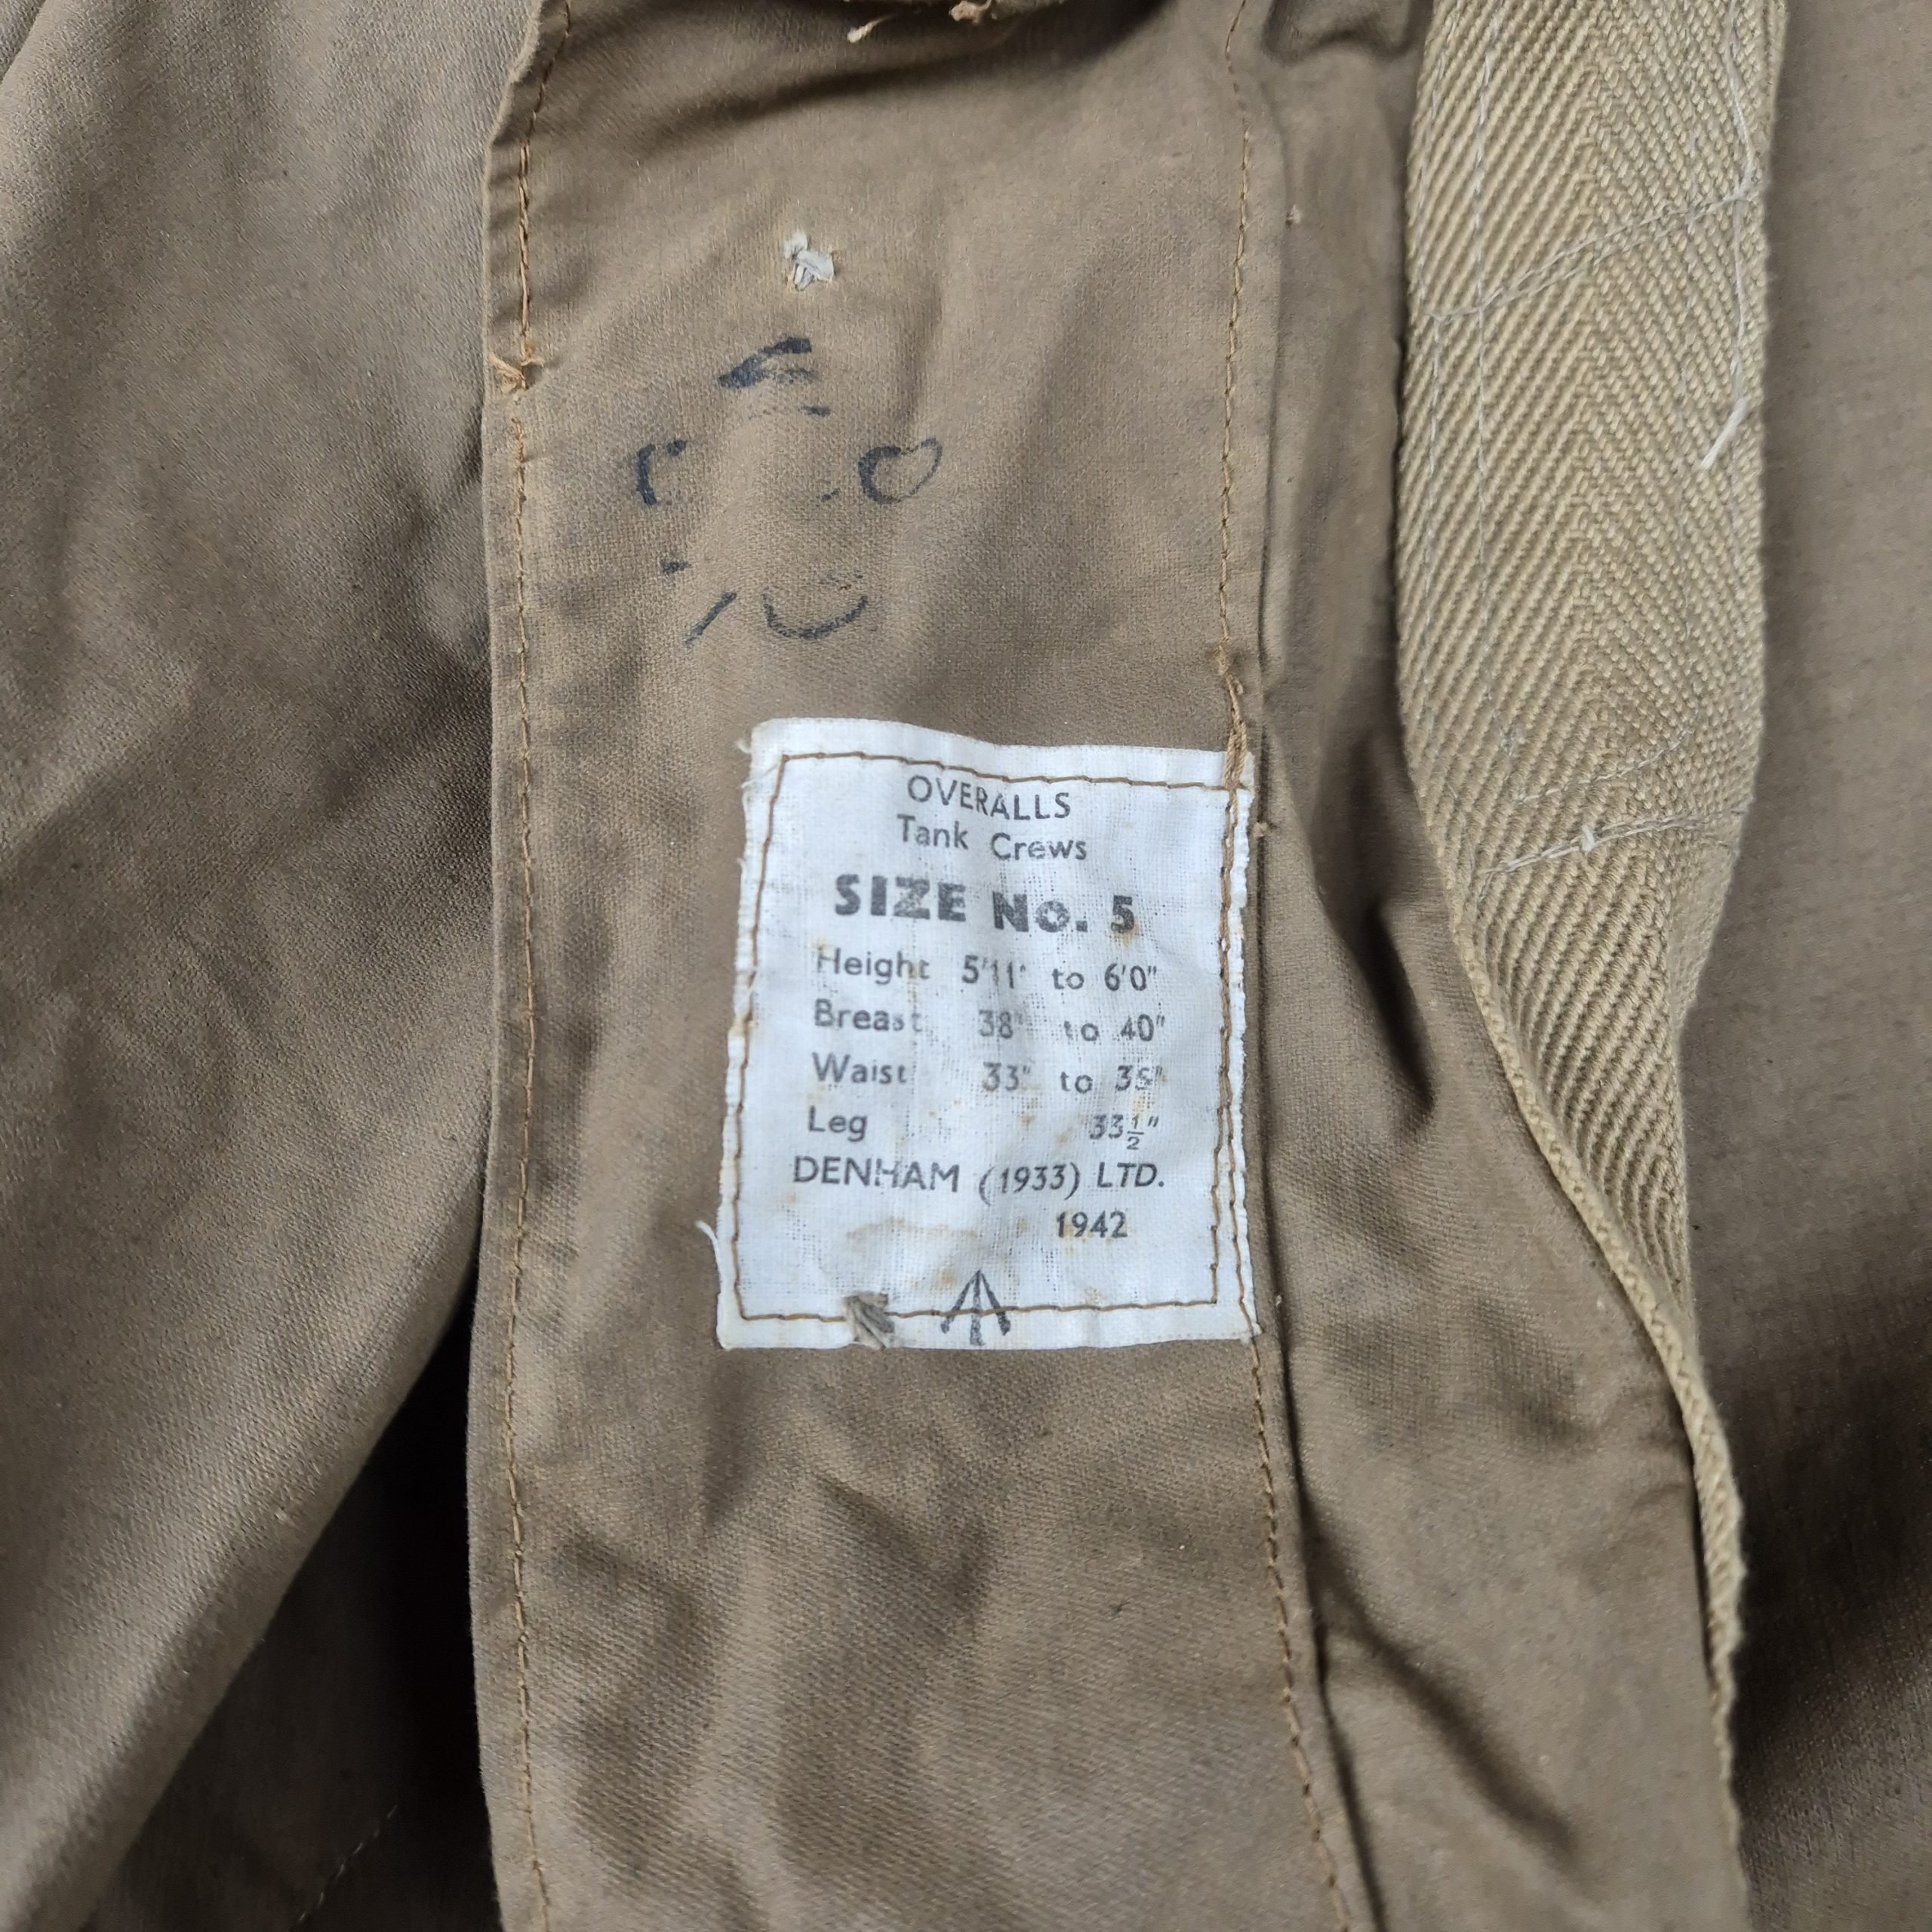 OVERALLS
Tank Crews
SIZE No. 5
Height 5'11" to 6'0"
Breast 38" to 40"
Waist 33" to 35"
Leg 33½"
DENHAM (1933) LTD.
1942